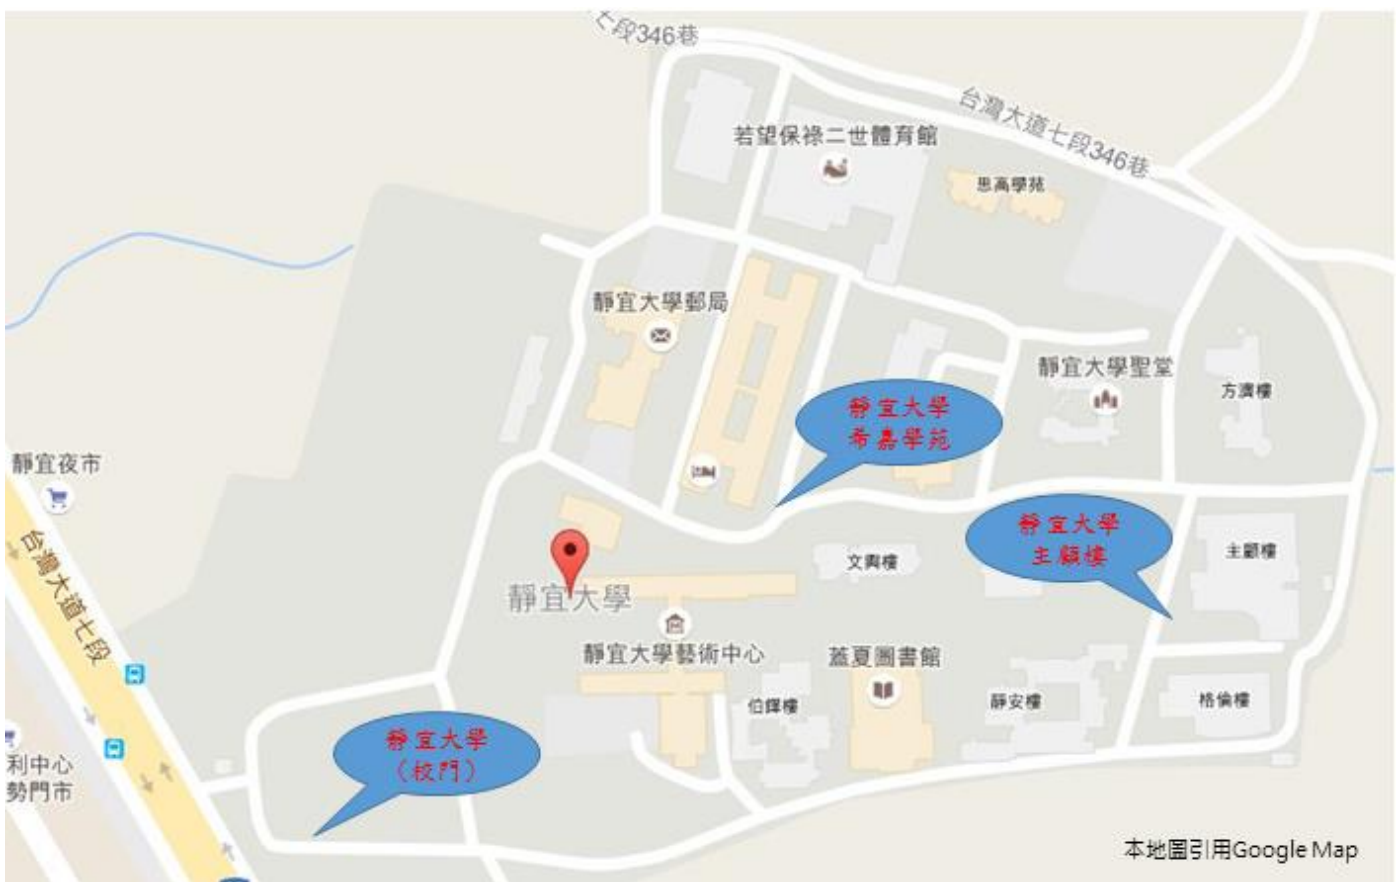 七段346巷
台灣大道七段346巷
若望保祿二世體育館
思高學苑
靜宜大學郵局
靜宜大學聖堂
方濟樓
靜宜大學
希嘉學苑
靜宜夜市
靜宜大學
主顧樓
主顧樓
文興樓
台灣大道七段
靜宜大學
靜宜大學藝術中心
蓋夏圖書館
伯鐸樓
靜安樓
格倫樓
靜宜大學
（校門）
利中心
勢門市
本地圖引用Google Map